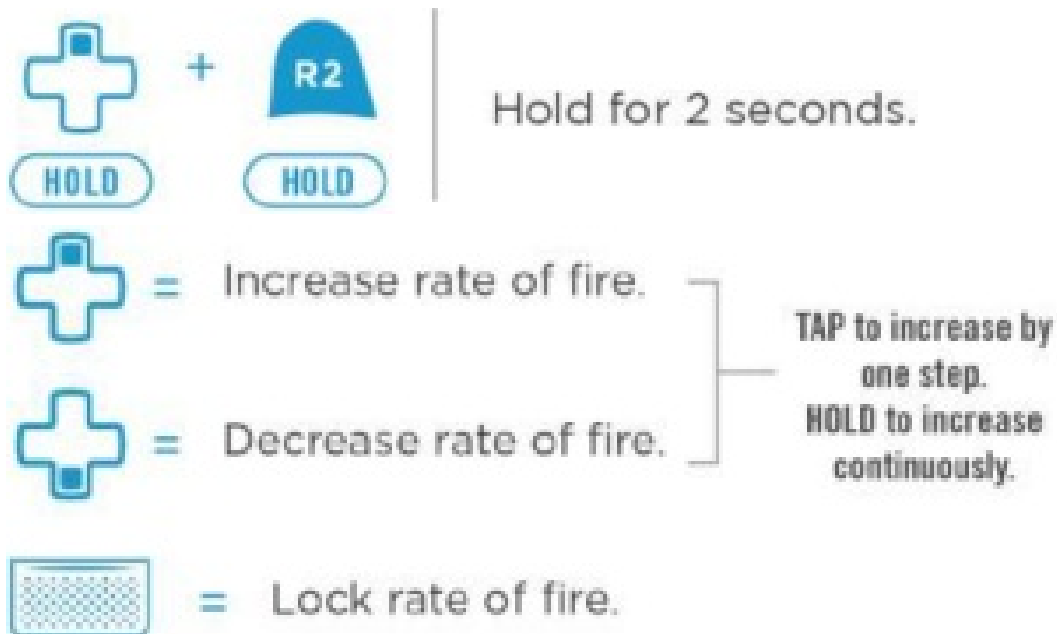 + R2
Hold for 2 seconds.
HOLD HOLD
= Increase rate of fire.
= Decrease rate of fire.
TAP to increase by
one step.
HOLD to increase
continuously.
= Lock rate of fire.